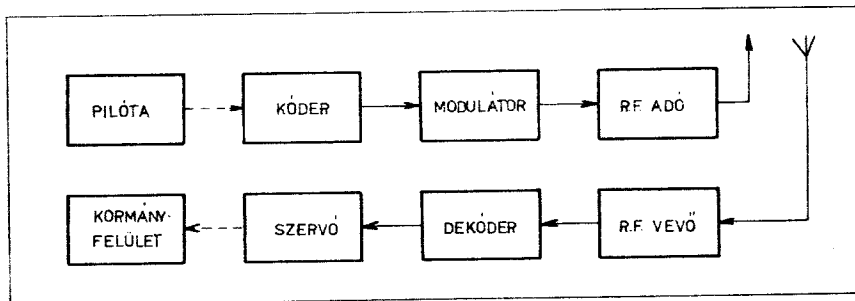 PILÓTA
KÓDER
MODULÁTOR
R.F. ADÓ
KORMÁNY-
FELÜLET
SZERVÓ
DEKÓDER
R.F. VEVŐ